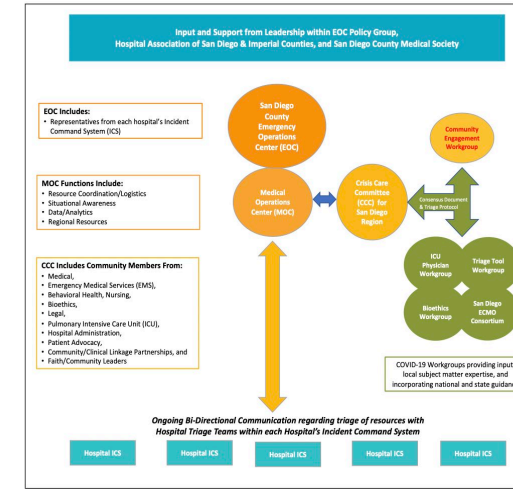 Input and Support from Leadership within EOC Policy Group,
Hospital Association of San Diego & Imperial Counties, and San Diego County Medical Society
EOC Includes:
• Representatives from each hospital's Incident
Command System (ICS)
San Diego
County
Emergency
Operations
Center (EOC)
Community
Engagement
Workgroup
MOC Functions Include:
• Resource Coordination/Logistics
• Situational Awareness
• Data/Analytics
• Regional Resources
Medical
Operations
Center (MOC)
Crisis Care
Committee
(CCC) for
San Diego
Region
Consensus Document
& Triage Protocol
CCC Includes Community Members From:
• Medical,
• Emergency Medical Services (EMS),
• Behavioral Health, Nursing,
• Bioethics,
• Legal,
• Pulmonary Intensive Care Unit (ICU),
• Hospital Administration,
• Patient Advocacy,
• Community/Clinical Linkage Partnerships, and
• Faith/Community Leaders
ICU
Physician
Workgroup
Triage Tool
Workgroup
Bioethics
Workgroup
San Diego
ECMO
Consortium
COVID-19 Workgroups providing input
local subject matter expertise, and
incorporating national and state guidanc
Ongoing Bi-Directional Communication regarding triage of resources with
Hospital Triage Teams within each Hospital's Incident Command System
Hospital ICS
Hospital ICS
Hospital ICS
Hospital ICS
Hospital ICS